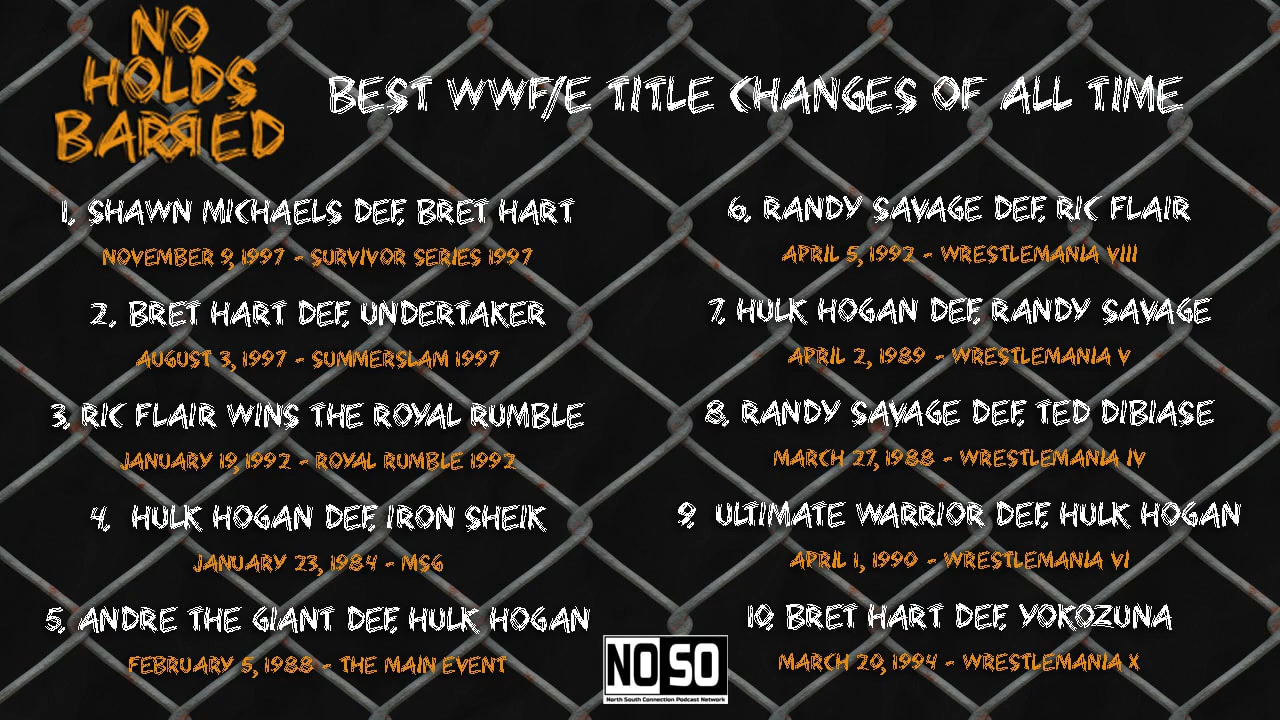 NO
HOLDS
BARRED
BEST WWF/E TITLE CHANGES OF ALL TIME
1. SHAWN MICHAELS DEF. BRET HART
NOVEMBER 9, 1997 - SURVIVOR SERIES 1997
2. BRET HART DEF. UNDERTAKER
AUGUST 3, 1997 - SUMMERSLAM 1997
3. RIC FLAIR WINS THE ROYAL RUMBLE
JANUARY 19, 1992 - ROYAL RUMBLE 1992
4. HULK HOGAN DEF. IRON SHEIK
JANUARY 23, 1984 - MSG
5. ANDRE THE GIANT DEF. HULK HOGAN
FEBRUARY 5, 1988 - THE MAIN EVENT
6. RANDY SAVAGE DEF. RIC FLAIR
APRIL 5, 1992 - WRESTLEMANIA VIII
7. HULK HOGAN DEF. RANDY SAVAGE
APRIL 2, 1989 - WRESTLEMANIA V
8. RANDY SAVAGE DEF. TED DIBIASE
MARCH 27, 1988 - WRESTLEMANIA IV
9. ULTIMATE WARRIOR DEF. HULK HOGAN
APRIL 1, 1990 - WRESTLEMANIA VI
10. BRET HART DEF. YOKOZUNA
MARCH 20, 1994 - WRESTLEMANIA X
NO SO
North South Connection Podcast Network